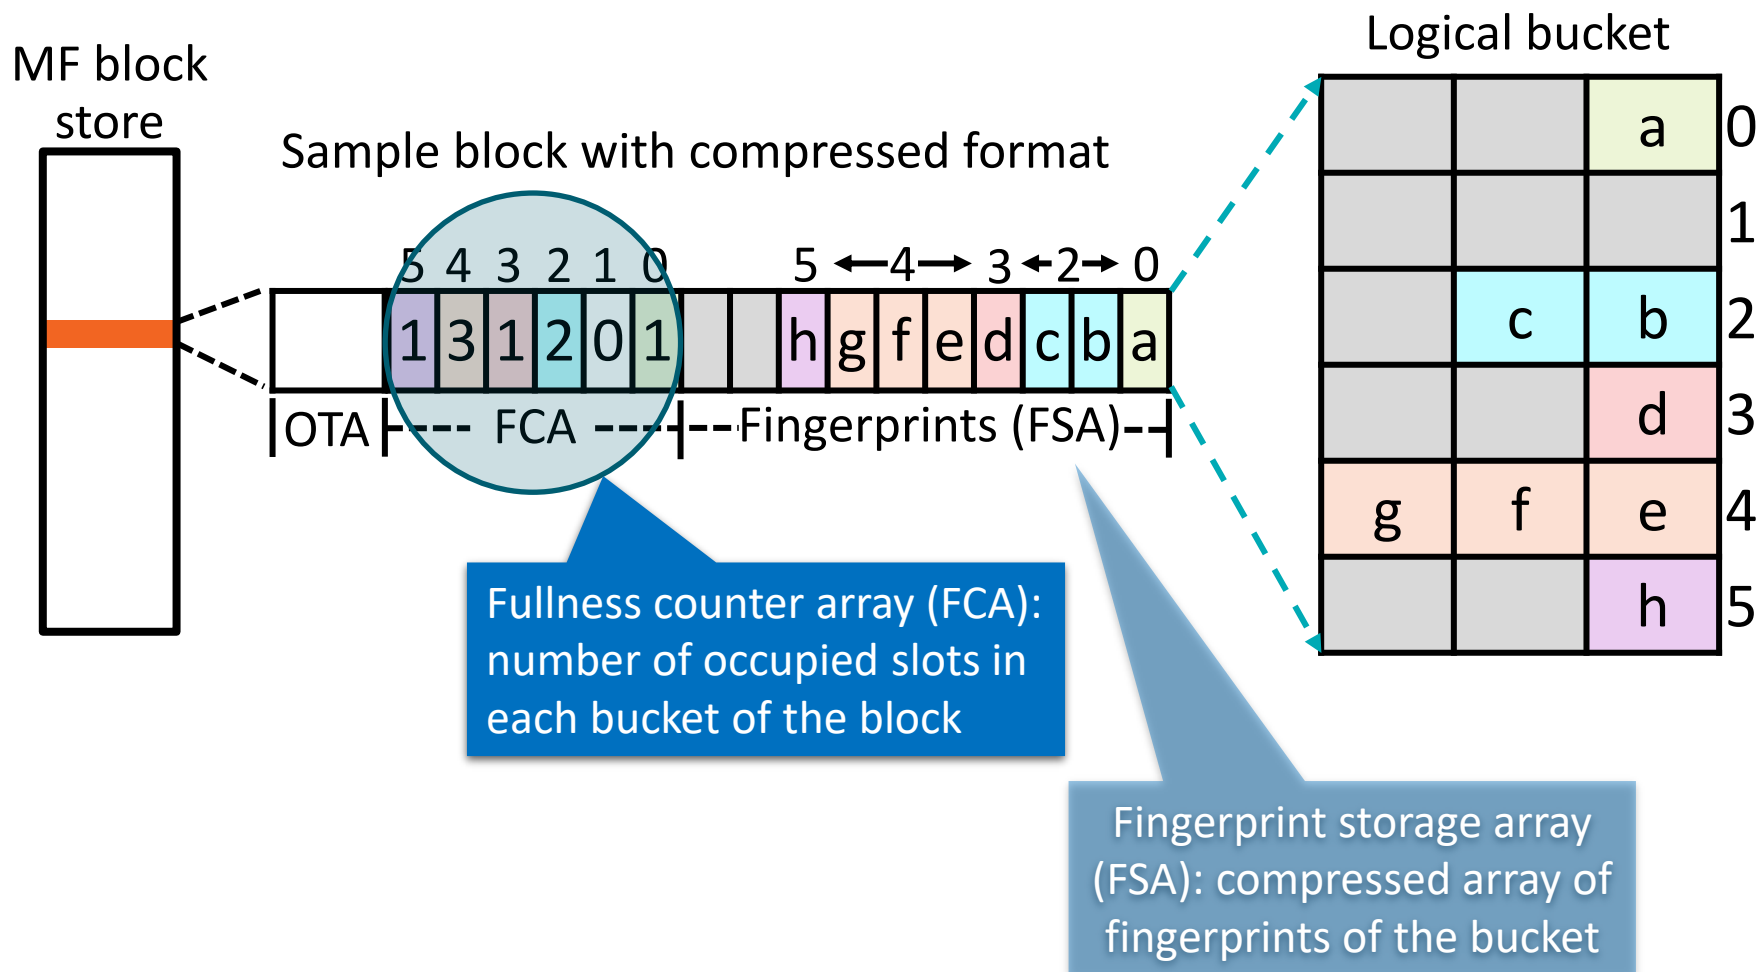 MF block
store
Sample block with compressed format
Logical bucket
5 4 3 2 1 0
5 4 3 2 0
1 3 1 2 0 1
h g f e d c b a
OTA
FCA
Fingerprints (FSA)
a 0
1
c b 2
d 3
g f e 4
h 5
Fullness counter array (FCA):
number of occupied slots in
each bucket of the block
Fingerprint storage array
(FSA): compressed array of
fingerprints of the bucket